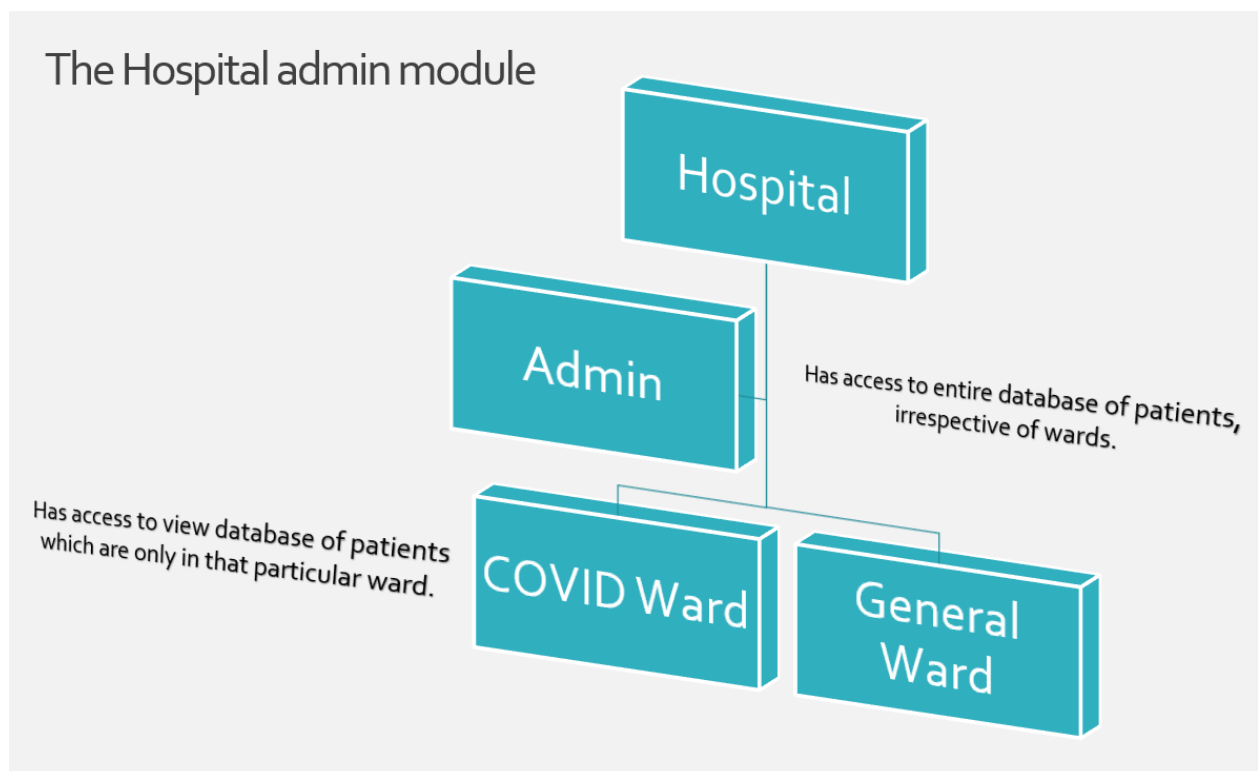 The Hospital admin module
Hospital
Admin
Has access to entire database of patients,
irrespective of wards.
Has access to view database of patients
which are only in that particular ward.
COVID Ward
General
Ward